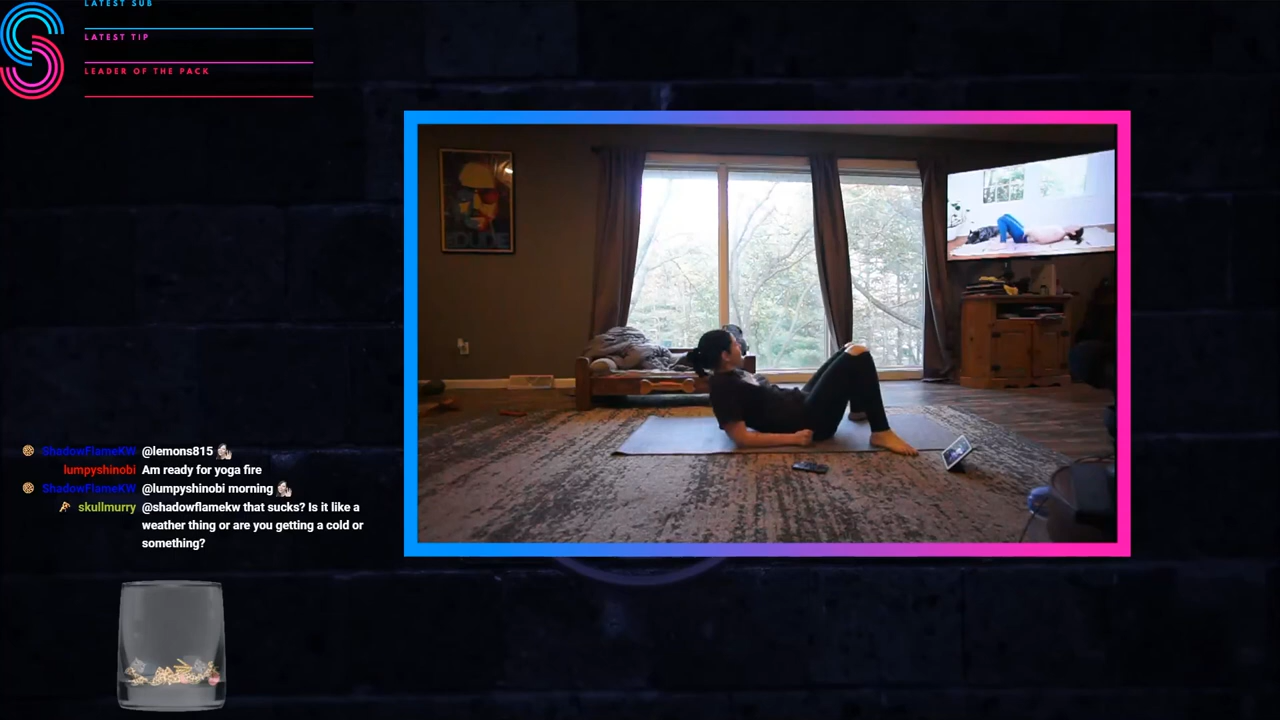 LATEST SUB
LATEST TIP
LEADER OF THE PACK
DUDE
ShadowFlameKW @lemons815
lumpyshinobi Am ready for yoga fire
ShadowFlameKW @lumpyshinobi morning
skullmurry @shadowflamekw that sucks? Is it like a
weather thing or are you getting a cold or
something?